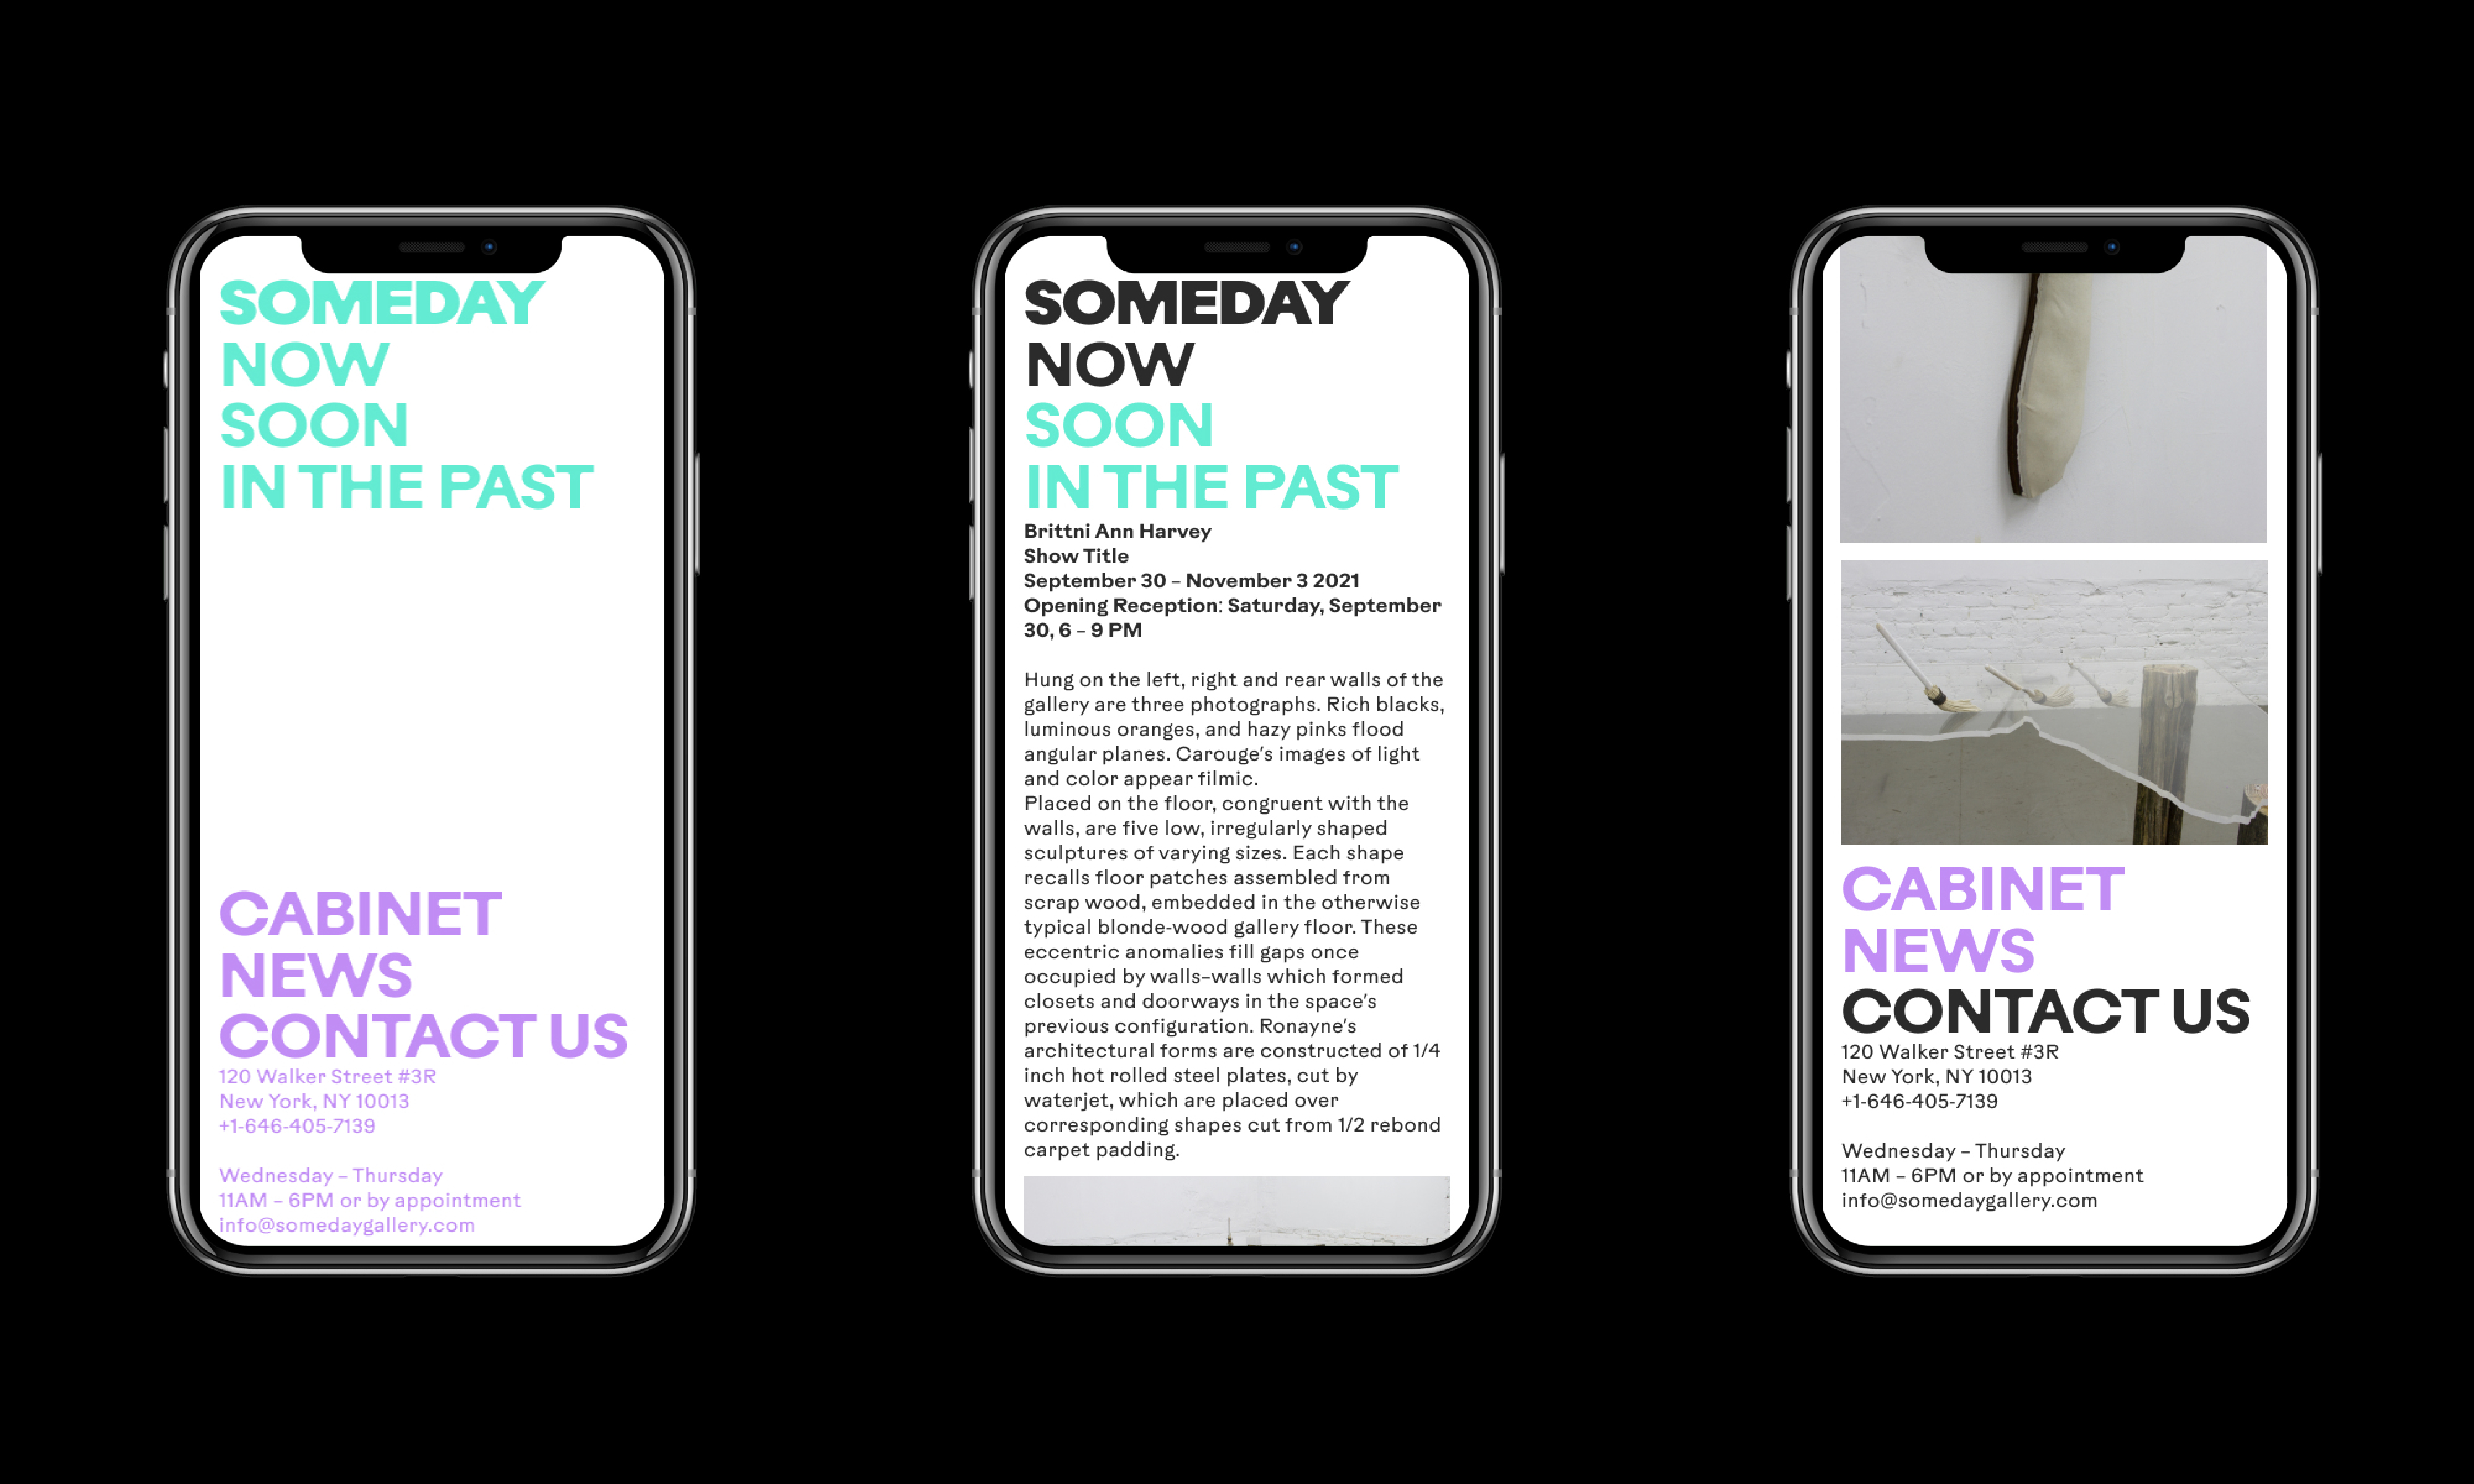 SOMEDAY
NOW
SOON
IN THE PAST
CABINET
NEWS
CONTACT US
120 Walker Street #3R
New York, NY 10013
+1-646-405-7139
Wednesday – Thursday
11AM – 6PM or by appointment
info@somedaygallery.com
SOMEDAY
NOW
SOON
IN THE PAST
Brittni Ann Harvey
Show Title
September 30 – November 3 2021
Opening Reception: Saturday, September
30, 6 – 9 PM
Hung on the left, right and rear walls of the
gallery are three photographs. Rich blacks,
luminous oranges, and hazy pinks flood
angular planes. Carouge's images of light
and color appear filmic.
Placed on the floor, congruent with the
walls, are five low, irregularly shaped
sculptures of varying sizes. Each shape
recalls floor patches assembled from
scrap wood, embedded in the otherwise
typical blonde-wood gallery floor. These
eccentric anomalies fill gaps once
occupied by walls–walls which formed
closets and doorways in the space's
previous configuration. Ronayne's
architectural forms are constructed of 1/4
inch hot rolled steel plates, cut by
waterjet, which are placed over
corresponding shapes cut from 1/2 rebond
carpet padding.
CABINET
NEWS
CONTACT US
120 Walker Street #3R
New York, NY 10013
+1-646-405-7139
Wednesday – Thursday
11AM – 6PM or by appointment
info@somedaygallery.com